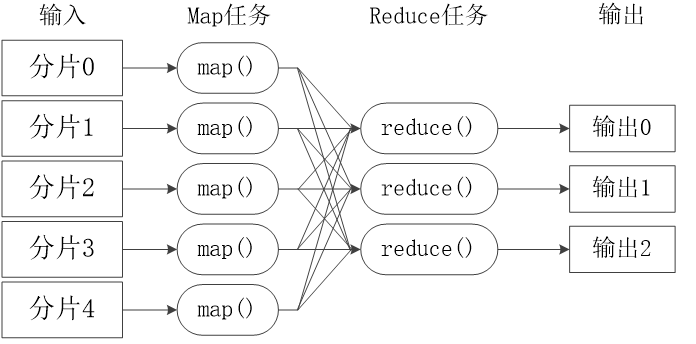 输入 Map任务 Reduce任务 输出
分片0 map()
分片1 map() reduce() 输出0
分片2 map() reduce() 输出1
分片3 map() reduce() 输出2
分片4 map()